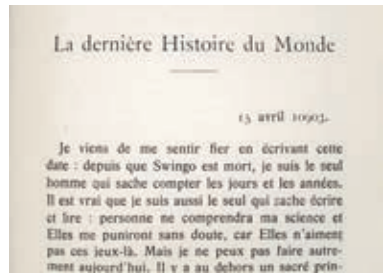 La dernière Histoire du Monde
13 avril 10903.
Je viens de me sentir fier en écrivant cette
date : depuis que Swingo est mort, je suis le seul
homme qui sache compter les jours et les années.
Il est vrai que je suis aussi le seul qui sache écrire
et lire : personne ne comprendra ma science et
Elles me puniront sans doute, car Elles n'aiment
pas ces jeux-là. Mais je ne peux pas faire autre-
ment aujourd'hui. Il y a au dehors un sacré prin-